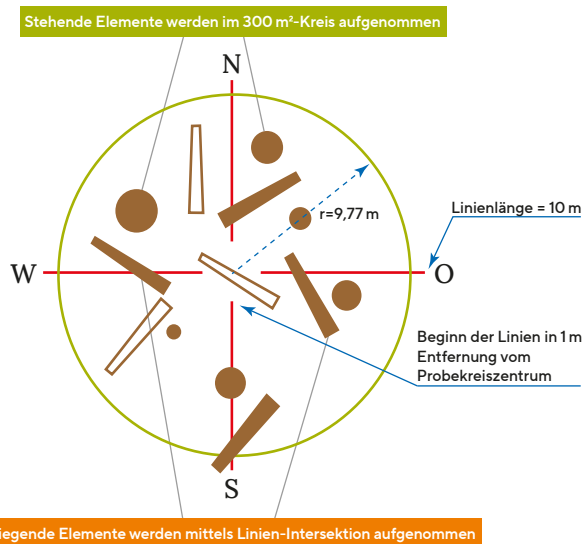 Stehende Elemente werden im 300 m²-Kreis aufgenommen
N
r=9,77 m
Linienlänge = 10 m
W
O
Beginn der Linien in 1 m
Entfernung vom
Probekreiszentrum
S
iegende Elemente werden mittels Linien-Intersektion aufgenommen